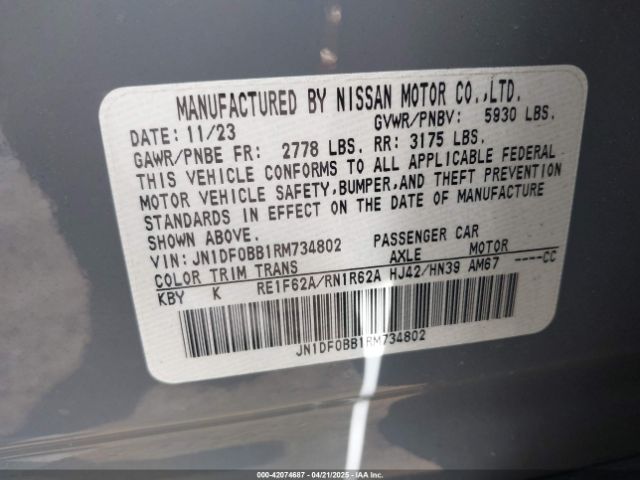 MANUFACTURED BY NISSAN MOTOR CO.,LTD.
DATE: 11/23 GVWR/PNBV: 5930 LBS.
GAWR/PNBE FR: 2778 LBS. RR: 3175 LBS.
THIS VEHICLE CONFORMS TO ALL APPLICABLE FEDERAL
MOTOR VEHICLE SAFETY,BUMPER,AND THEFT PREVENTION
STANDARDS IN EFFECT ON THE DATE OF MANUFACTURE
SHOWN ABOVE.
VIN: JN1DF0BB1RM734802 PASSENGER CAR
COLOR TRIM TRANS AXLE MOTOR
KBY K RE1F62A/RN1R62A HJ42/HN39 AM67 ----CC
JN1DF0BB1RM734802
000-42074687 04/21/2025 IAAI.COM